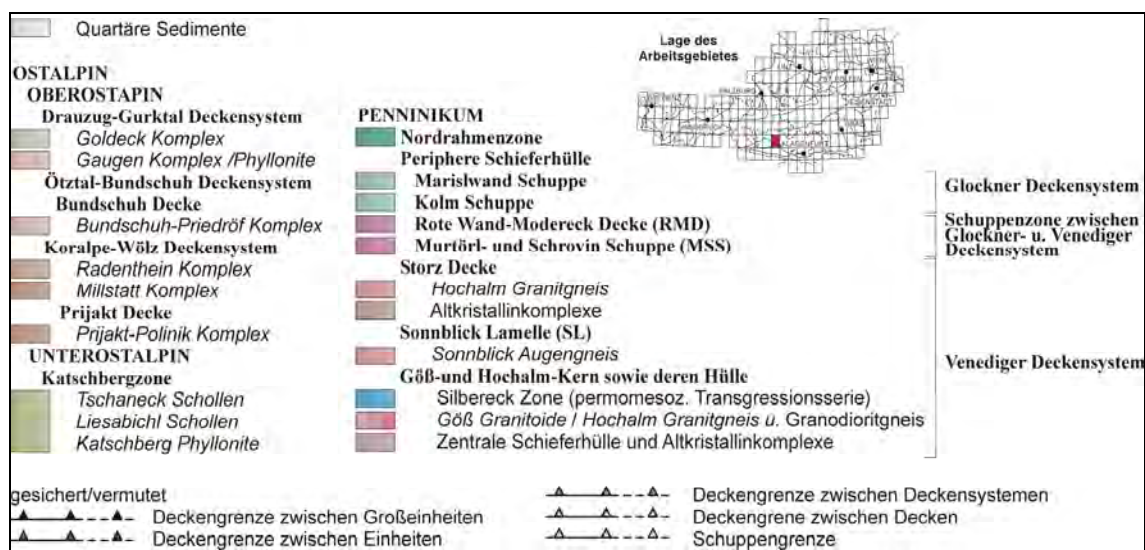 Quartäre Sedimente
OSTALPIN
OBEROSTAPIN
Drauzug-Gurktal Deckensystem
Goldeck Komplex
Gaugen Komplex /Phyllonite
Ötztal-Bundschuh Deckensystem
Bundschuh Decke
Bundschuh-Priedröf Komplex
Koralpe-Wölz Deckensystem
Radenthein Komplex
Millstatt Komplex
Prijakt Decke
Prijakt-Polinik Komplex
UNTEROSTALPIN
Katschbergzone
Tschaneck Schollen
Liesabichl Schollen
Katschberg Phyllonite
PENNINIKUM
Nordrahmenzone
Periphere Schieferhülle
Marislwand Schuppe
Kolm Schuppe
Rote Wand-Modereck Decke (RMD)
Murtörl- und Schrovin Schuppe (MSS)
Storz Decke
Hochalm Granitgneis
Altkristallinkomplexe
Sonnblick Lamelle (SL)
Sonnblick Augengneis
Göß-und Hochalm-Kern sowie deren Hülle
Silbereck Zone (permomesoz. Transgressionsserie)
Göß Granitoide / Hochalm Granitgneis u. Granodioritgneis
Zentrale Schieferhülle und Altkristallinkomplexe
Lage des
Arbeitsgebietes
Glockner Deckensystem
Schuppenzone zwischen
Glockner- u. Venediger
Deckensystem
Venediger Deckensystem
gesichert/vermutet
Deckengrenze zwischen Großeinheiten
Deckengrenze zwischen Einheiten
Deckengrenze zwischen Deckensystemen
Deckengrene zwischen Decken
Schuppengrenze